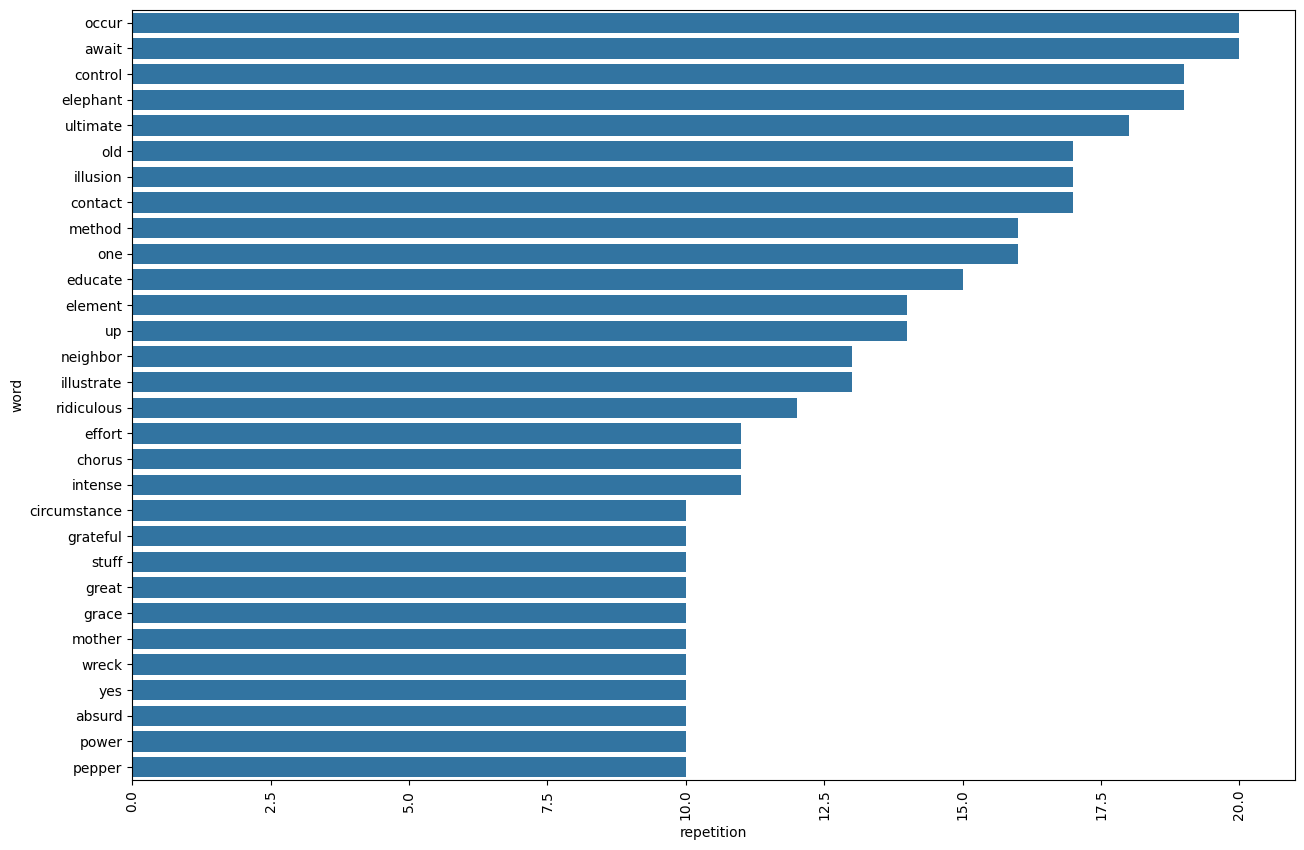 occur
await
control
elephant
ultimate
old
illusion
contact
method
one
educate
element
up
neighbor
illustrate
ridiculous
effort
chorus
intense
circumstance
grateful
stuff
great
grace
mother
wreck
yes
absurd
power
pepper
word
0.0 2.5 5.0 7.5 10.0 12.5 15.0 17.5 20.0
repetition